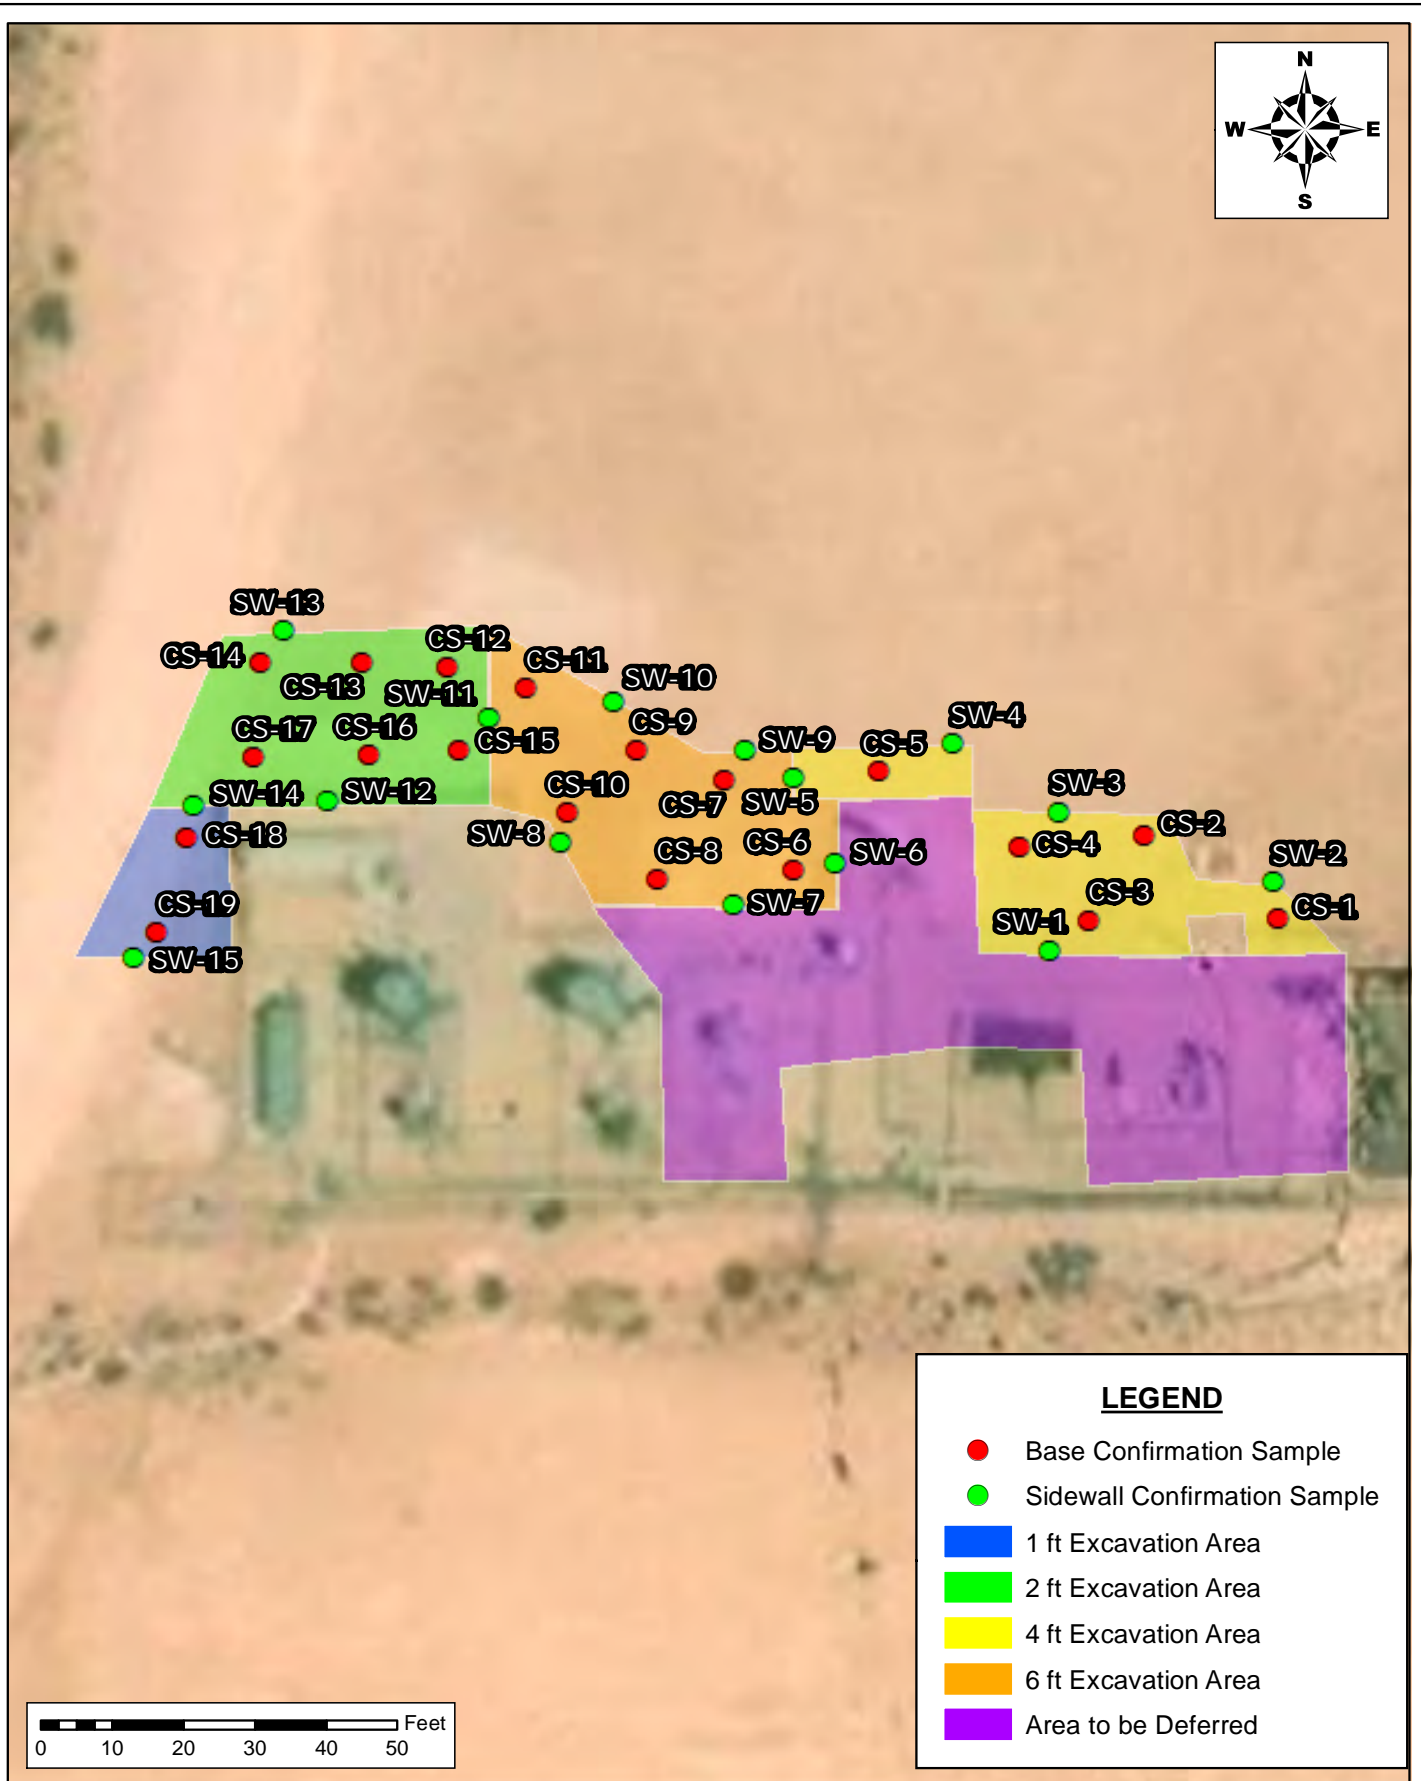 N
W E
S
SW-13
CS-14
CS-13
CS-12
SW-11
CS-11
SW-10
CS-17
CS-16
CS-15
CS-9
SW-9
CS-5
SW-4
SW-14
SW-12
CS-10
CS-7
SW-5
SW-3
CS-18
SW-8
CS-8
CS-6
SW-6
CS-4
CS-2
SW-2
CS-19
SW-7
SW-1
CS-3
CS-1
SW-15
LEGEND
Base Confirmation Sample
Sidewall Confirmation Sample
1 ft Excavation Area
2 ft Excavation Area
4 ft Excavation Area
6 ft Excavation Area
Area to be Deferred
Feet
0 10 20 30 40 50